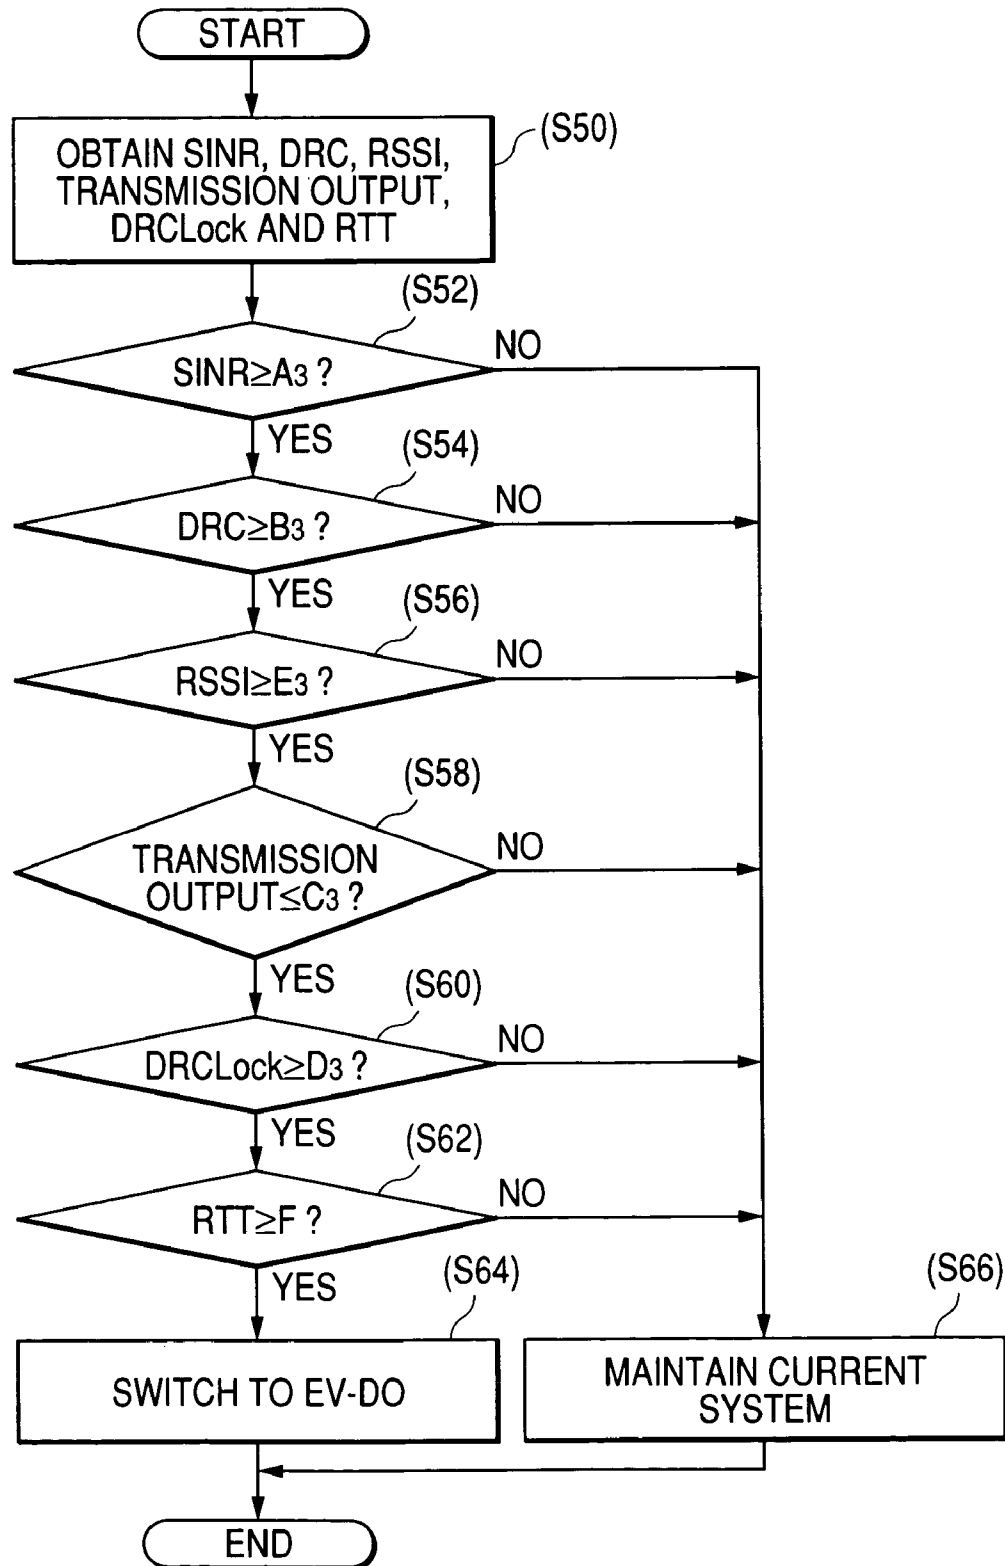 START
(S50)
OBTAIN SINR, DRC, RSSI,
TRANSMISSION OUTPUT,
DRCLock AND RTT
(S52)
SINR≥A3 ?
NO
YES
(S54)
DRC≥B3 ?
NO
YES
(S56)
RSSI≥E3 ?
NO
YES
(S58)
TRANSMISSION
OUTPUT≤C3 ?
NO
YES
(S60)
DRCLock≥D3 ?
NO
YES
(S62)
RTT≥F ?
NO
YES
(S64)
SWITCH TO EV-DO
(S66)
MAINTAIN CURRENT
SYSTEM
END